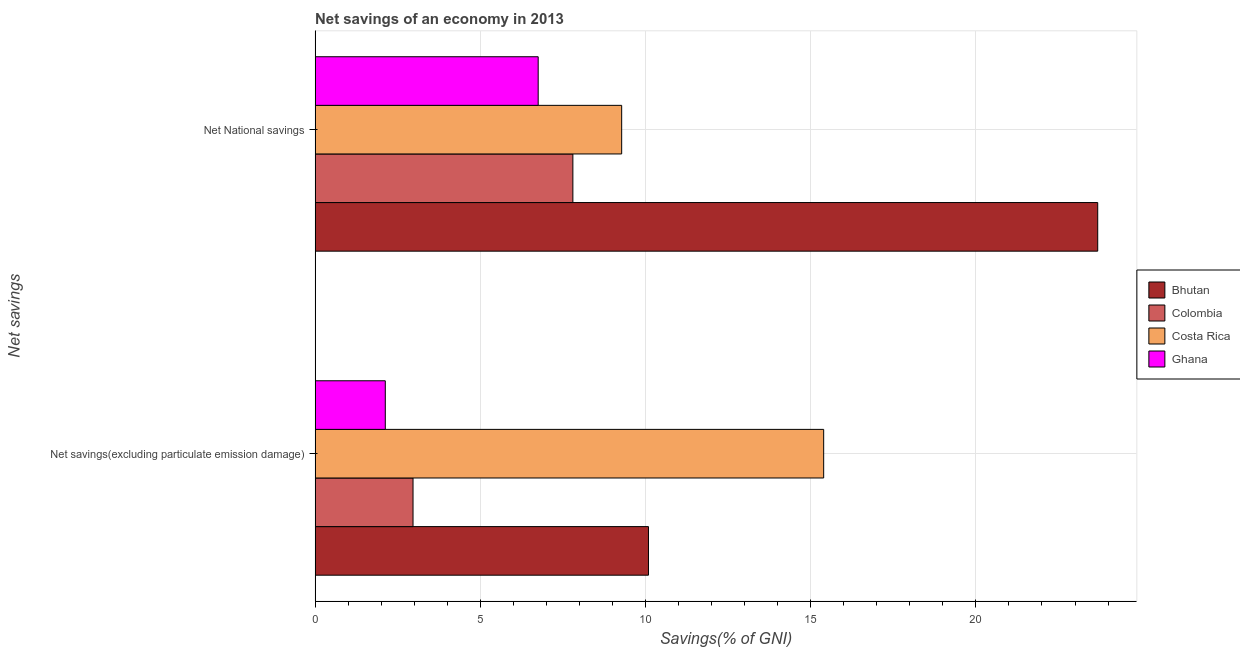 Net savings of an economy in 2013
Net National savings
Net savings(excluding particulate emission damage)
Net savings
0
5
10
15
20
Savings(% of GNI)
Bhutan
Colombia
Costa Rica
Ghana